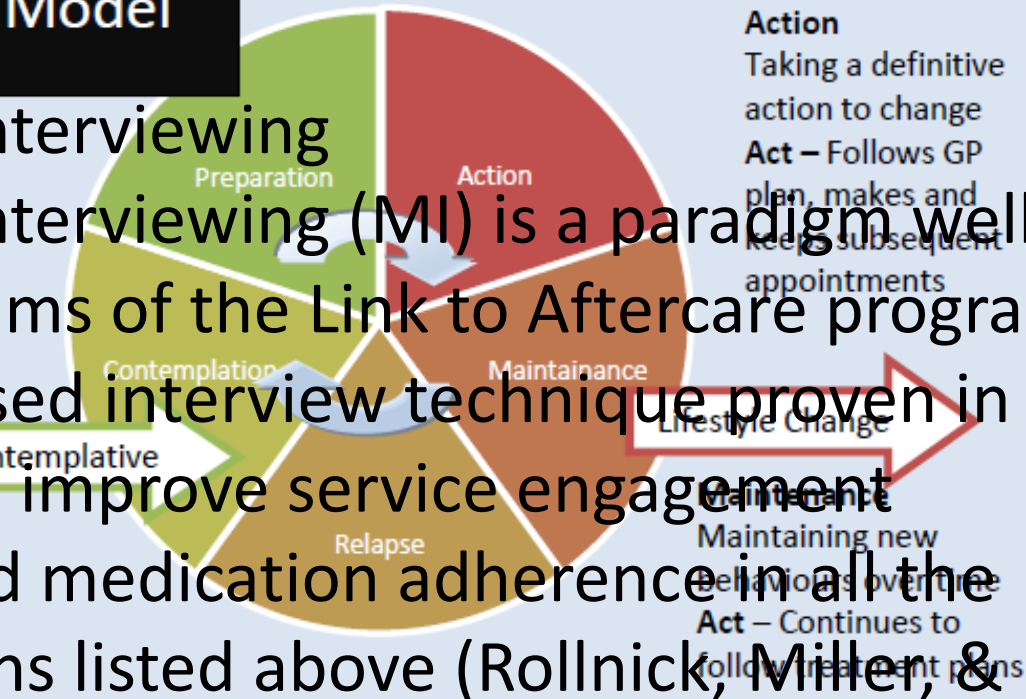 Model
Action
Taking a definitive
action to change
Act – Follows GP
plan, makes and
keeps subsequent
appointments
nterviewing
nterviewing (MI) is a paradigm well
ms of the Link to Aftercare progra
sed interview technique proven in
improve service engagement
d medication adherence in all the
ns listed above (Rollnick, Miller, &
Preparation
Action
Contemplation
Maintainance
Relapse
ntemplative
Lifestyle Change
Maintenance
Maintaining new
behaviours over time
Act – Continues to
follow treatment plans